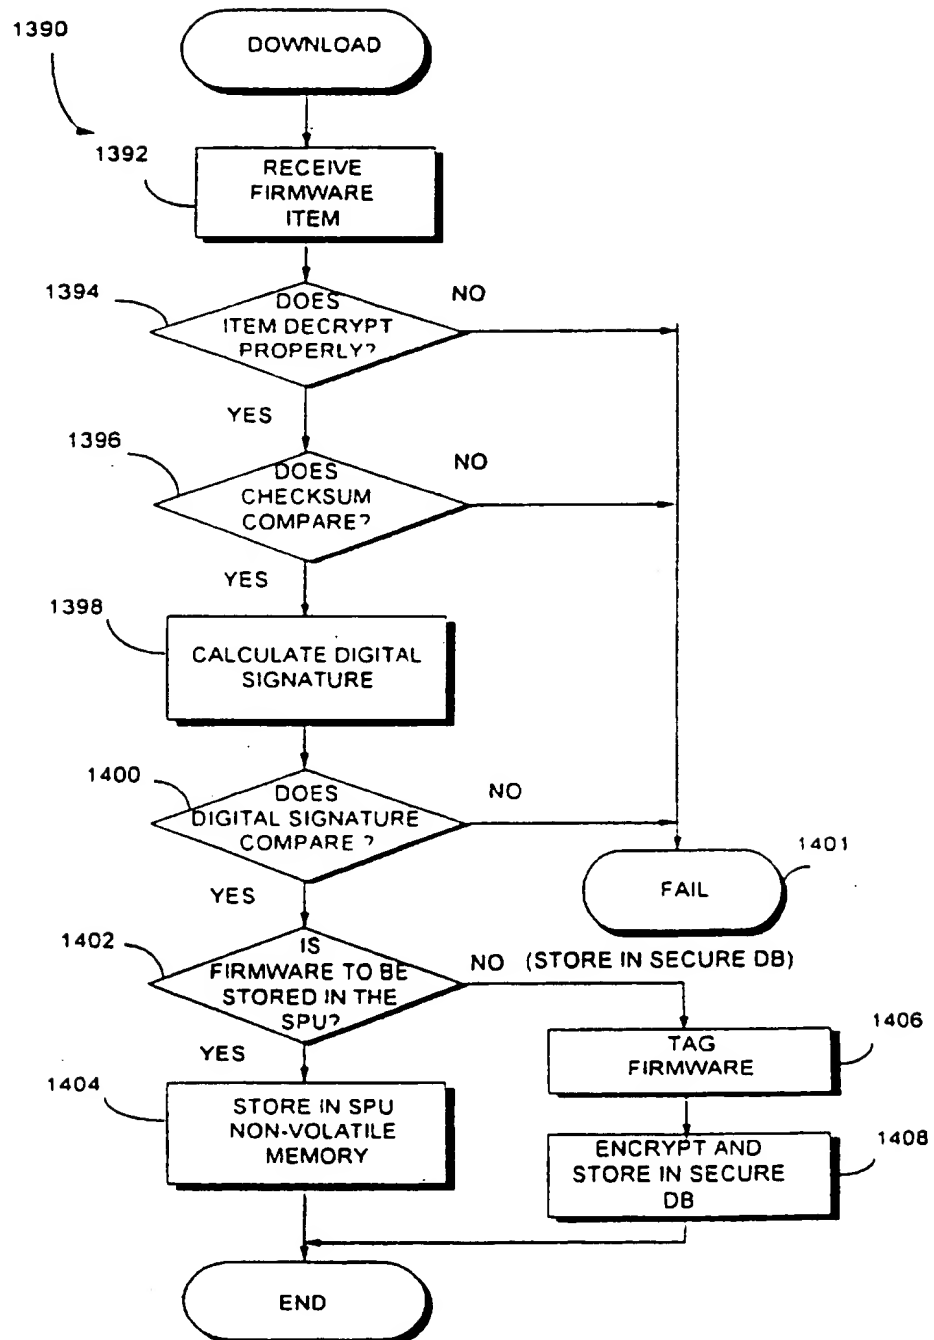 1390
DOWNLOAD
1392
RECEIVE
FIRMWARE
ITEM
1394
DOES
ITEM DECRYPT
PROPERLY?
NO
YES
1396
DOES
CHECKSUM
COMPARE?
NO
YES
1398
CALCULATE DIGITAL
SIGNATURE
1400
DOES
DIGITAL SIGNATURE
COMPARE ?
NO
YES
1401
FAIL
1402
IS
FIRMWARE TO BE
STORED IN THE
SPU?
NO (STORE IN SECURE DB)
YES
1404
STORE IN SPU
NON-VOLATILE
MEMORY
1406
TAG
FIRMWARE
1408
ENCRYPT AND
STORE IN SECURE
DB
END